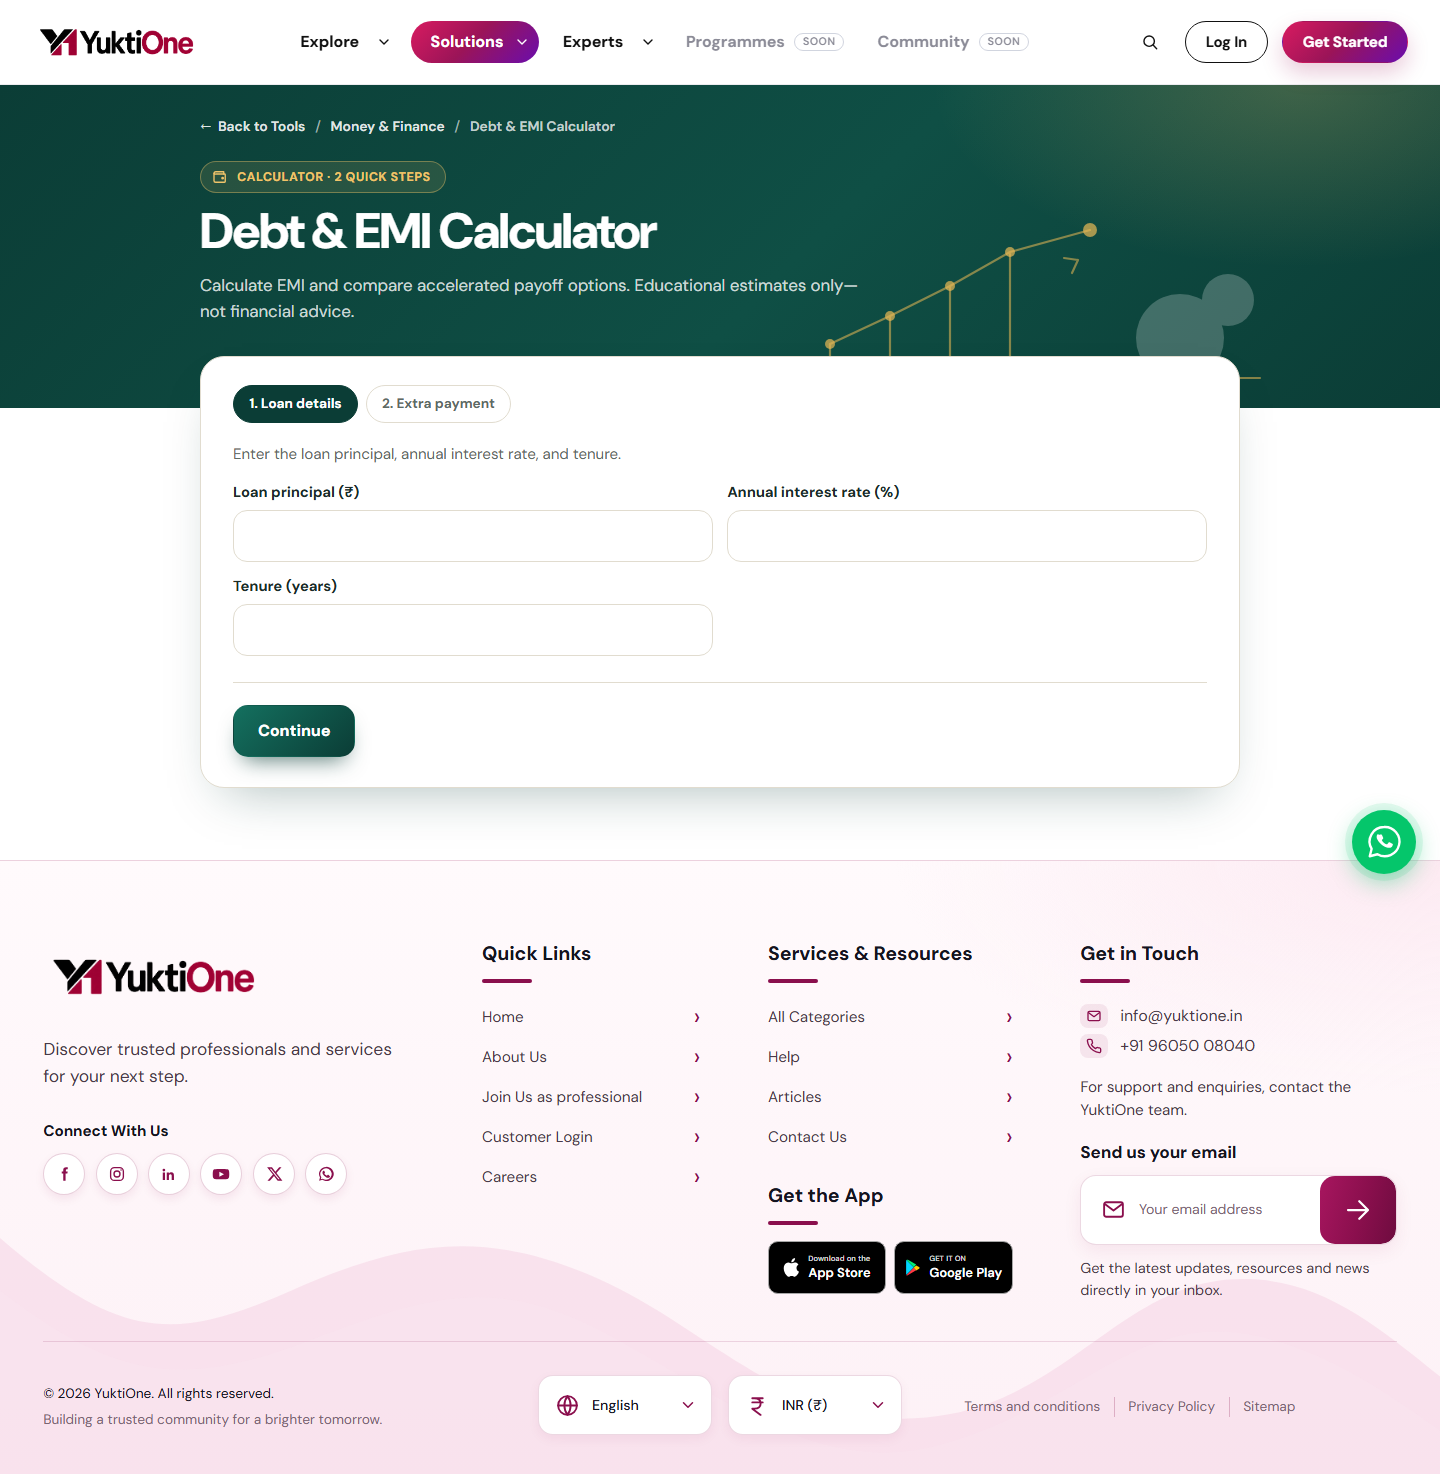 YuktiOne
Explore
Solutions
Experts
Programmes SOON
Community SOON
Log In
Get Started
← Back to Tools / Money & Finance / Debt & EMI Calculator
CALCULATOR · 2 QUICK STEPS
Debt & EMI Calculator
Calculate EMI and compare accelerated payoff options. Educational estimates only—
not financial advice.
1. Loan details
2. Extra payment
Enter the loan principal, annual interest rate, and tenure.
Loan principal (₹)
Annual interest rate (%)
Tenure (years)
Continue
YuktiOne
Discover trusted professionals and services
for your next step.
Connect With Us
Quick Links
Home
About Us
Join Us as professional
Customer Login
Careers
Services & Resources
All Categories
Help
Articles
Contact Us
Get the App
Download on the
App Store
GET IT ON
Google Play
Get in Touch
info@yuktione.in
+91 96050 08040
For support and enquiries, contact the
YuktiOne team.
Send us your email
Your email address
Get the latest updates, resources and news
directly in your inbox.
© 2026 YuktiOne. All rights reserved.
Building a trusted community for a brighter tomorrow.
English
₹ INR (₹)
Terms and conditions
Privacy Policy
Sitemap